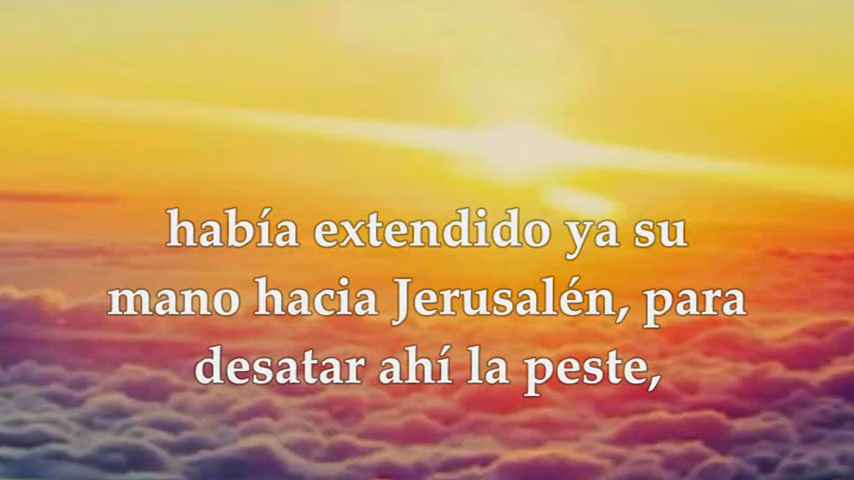 había extendido ya su
mano hacia Jerusalén, para
desatar ahí la peste,